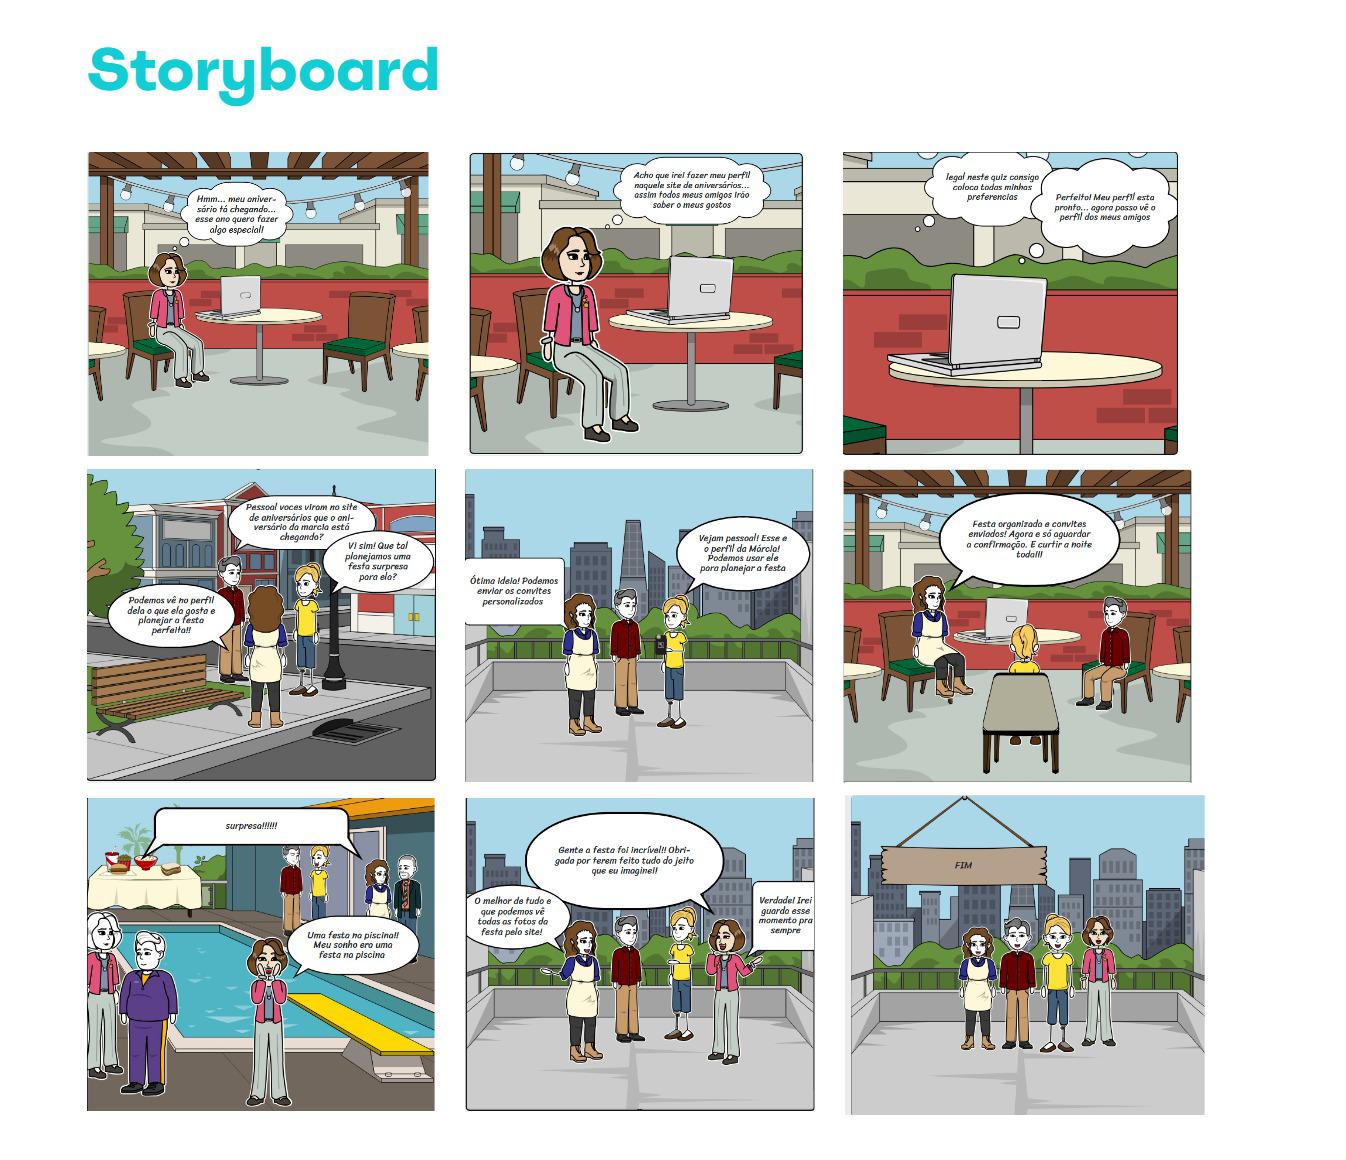 Storyboard
Hmm... meu aniver-
sário tá chegando...
esse ano quero fazer
algo especial!
Acho que irei fazer meu perfil
naquele site de aniversários...
assim todos meus amigos irão
saber o meus gostos
legal neste quiz consigo
coloca todas minhas
preferencias
Perfeito! Meu perfil esta
pronto... agora posso vê o
perfil dos meus amigos
Pessoal voces viram no site
de aniversários que o ani-
versário da marcia está
chegando?
Vi sim! Que tal
planejamos uma
festa surpresa
para ela?
Podemos vê no perfil
dela o que ela gosta e
planejar a festa
perfeita!!
Vejam pessoal! Esse e
o perfil da Márcia!
Podemos usar ele
para planejar a festa
Ótima ideia! Podemos
enviar os convites
personalizados
Festa organizada e convites
enviados! Agora e só aguardar
a confirmação. E curtir a noite
toda!!!
surpresa!!!!!!
Uma festa na piscina!!
Meu sonho era uma
festa na piscina
Gente a festa foi incrível!! Obri-
gada por terem feito tudo do jeito
que eu imaginei!
O melhor de tudo e
que podemos vê
todas as fotos da
festa pelo site!
Verdade! Irei
guarda esse
momento pra
sempre
FIM